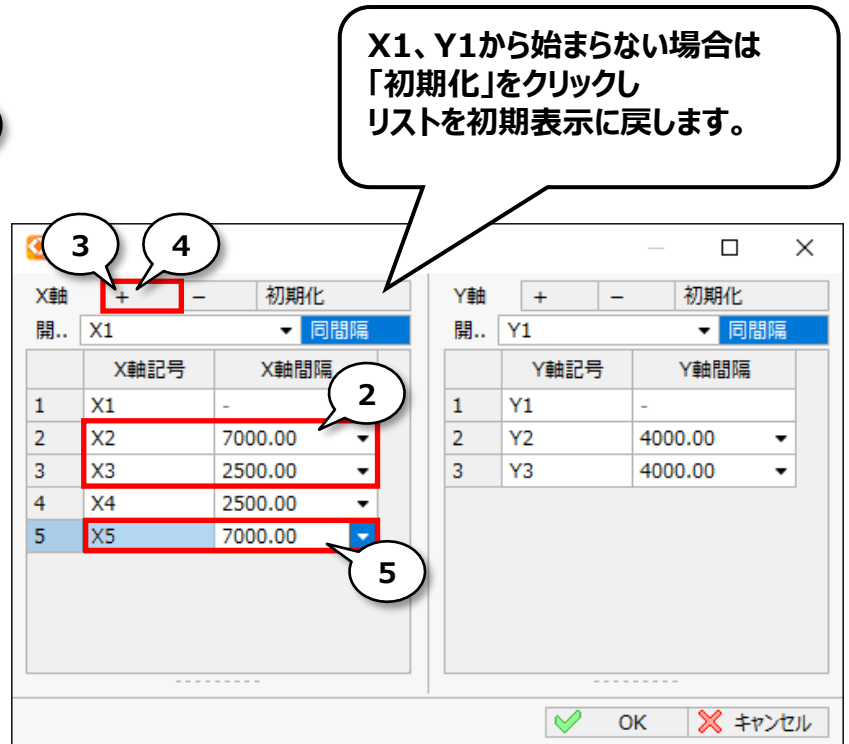 X1、Y1から始まらない場合は
「初期化」をクリックし
リストを初期表示に戻します。
3 4
X軸 + − 初期化
開.. X1 同間隔
X軸記号 X軸間隔
2
1 X1 -
2 X2 7000.00
3 X3 2500.00
4 X4 2500.00
5 X5 7000.00
5
Y軸 + − 初期化
開.. Y1 同間隔
Y軸記号 Y軸間隔
1 Y1 -
2 Y2 4000.00
3 Y3 4000.00
OK キャンセル